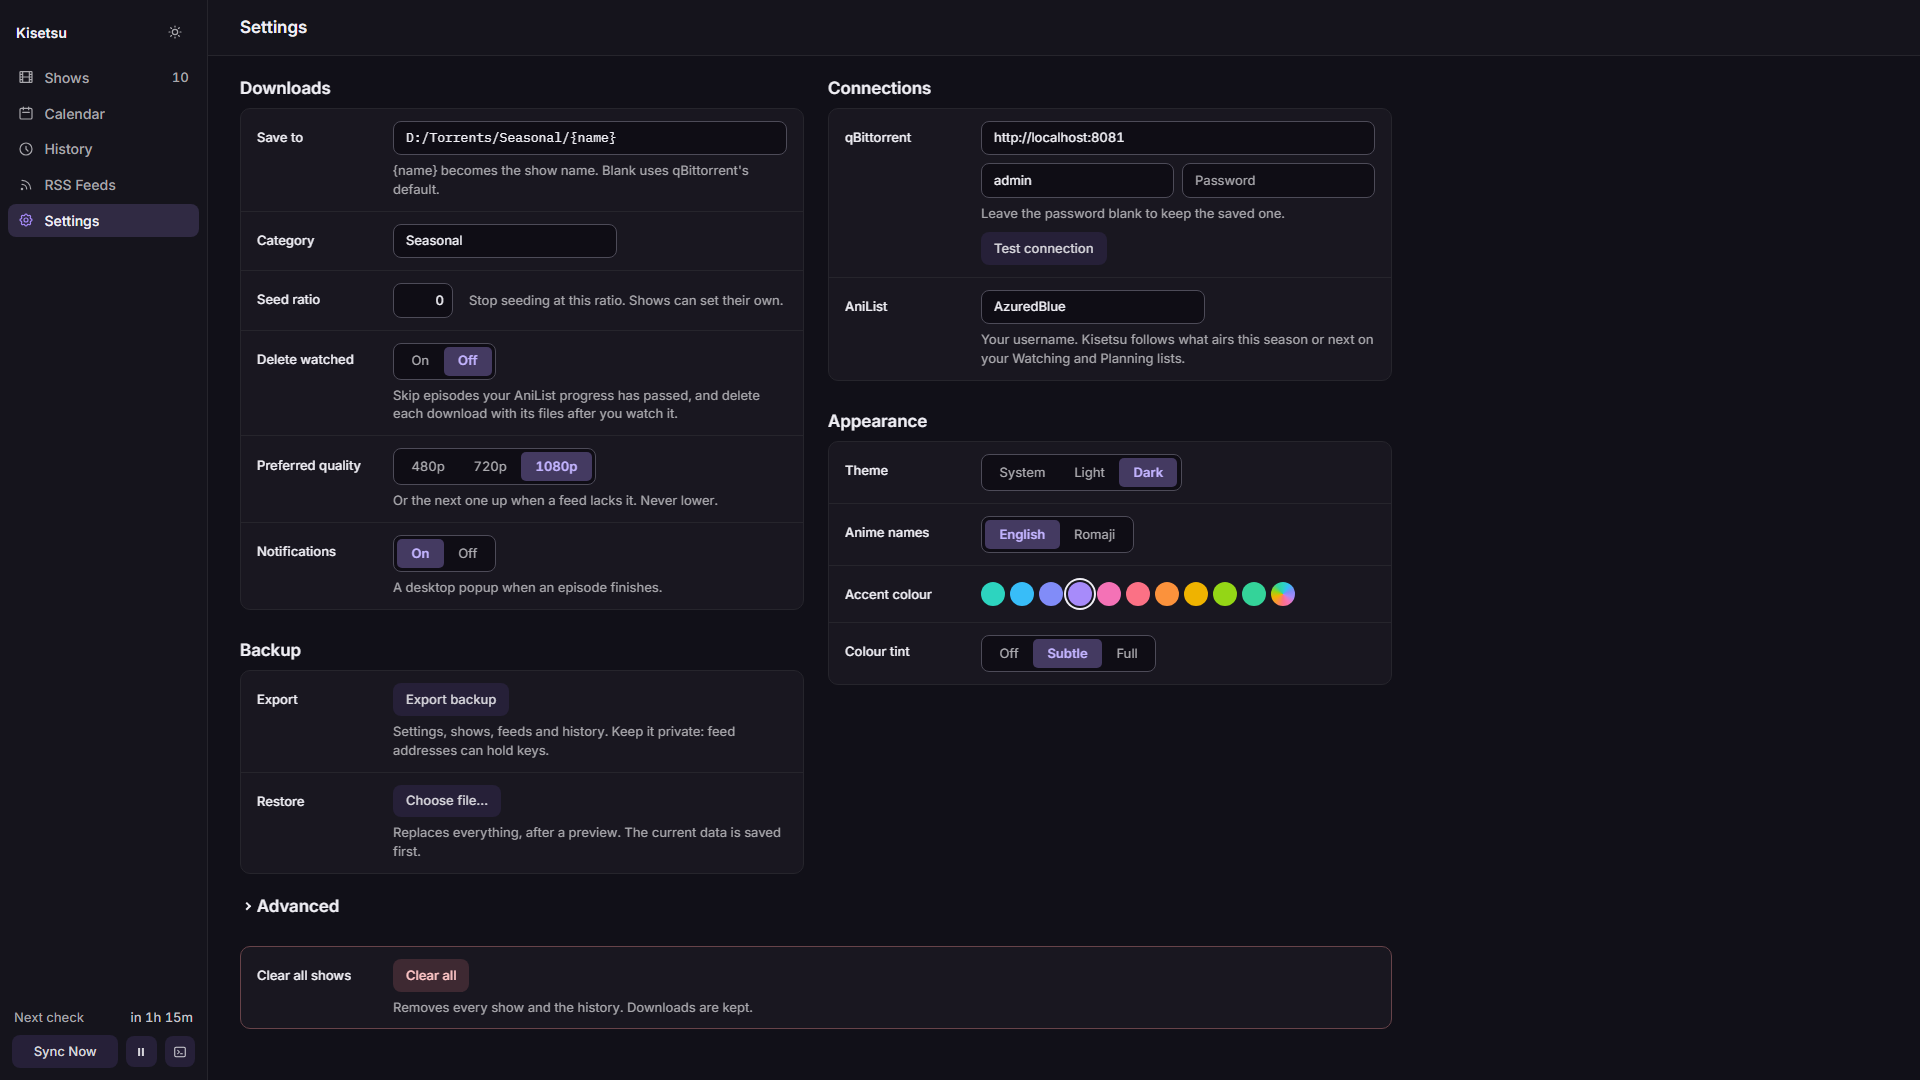 Kisetsu
Shows 10
Calendar
History
RSS Feeds
Settings
Next check in 1h 15m
Sync Now
Settings
Downloads
Save to D:/Torrents/Seasonal/{name}
{name} becomes the show name. Blank uses qBittorrent's
default.
Category Seasonal
Seed ratio 0 Stop seeding at this ratio. Shows can set their own.
Delete watched On Off
Skip episodes your AniList progress has passed, and delete
each download with its files after you watch it.
Preferred quality 480p 720p 1080p
Or the next one up when a feed lacks it. Never lower.
Notifications On Off
A desktop popup when an episode finishes.
Backup
Export Export backup
Settings, shows, feeds and history. Keep it private: feed
addresses can hold keys.
Restore Choose file...
Replaces everything, after a preview. The current data is saved
first.
Connections
qBittorrent http://localhost:8081
admin Password
Leave the password blank to keep the saved one.
Test connection
AniList AzuredBlue
Your username. Kisetsu follows what airs this season or next on
your Watching and Planning lists.
Appearance
Theme System Light Dark
Anime names English Romaji
Accent colour
Colour tint Off Subtle Full
Advanced
Clear all shows Clear all
Removes every show and the history. Downloads are kept.